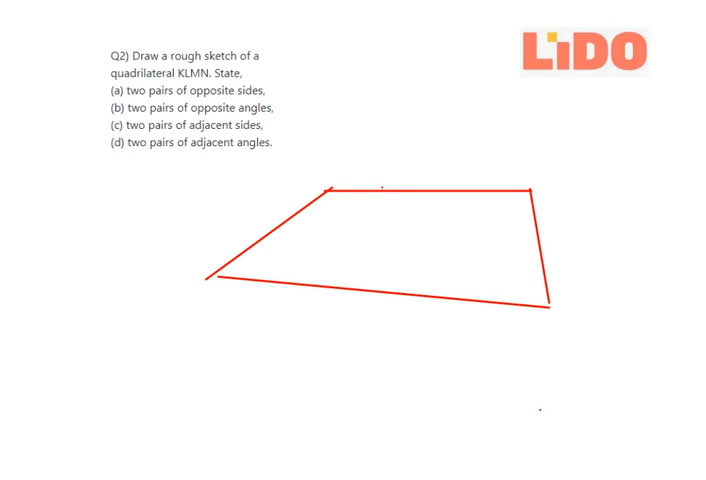 LiDO
Q2) Draw a rough sketch of a
quadrilateral KLMN. State,
(a) two pairs of opposite sides,
(b) two pairs of opposite angles,
(c) two pairs of adjacent sides,
(d) two pairs of adjacent angles.